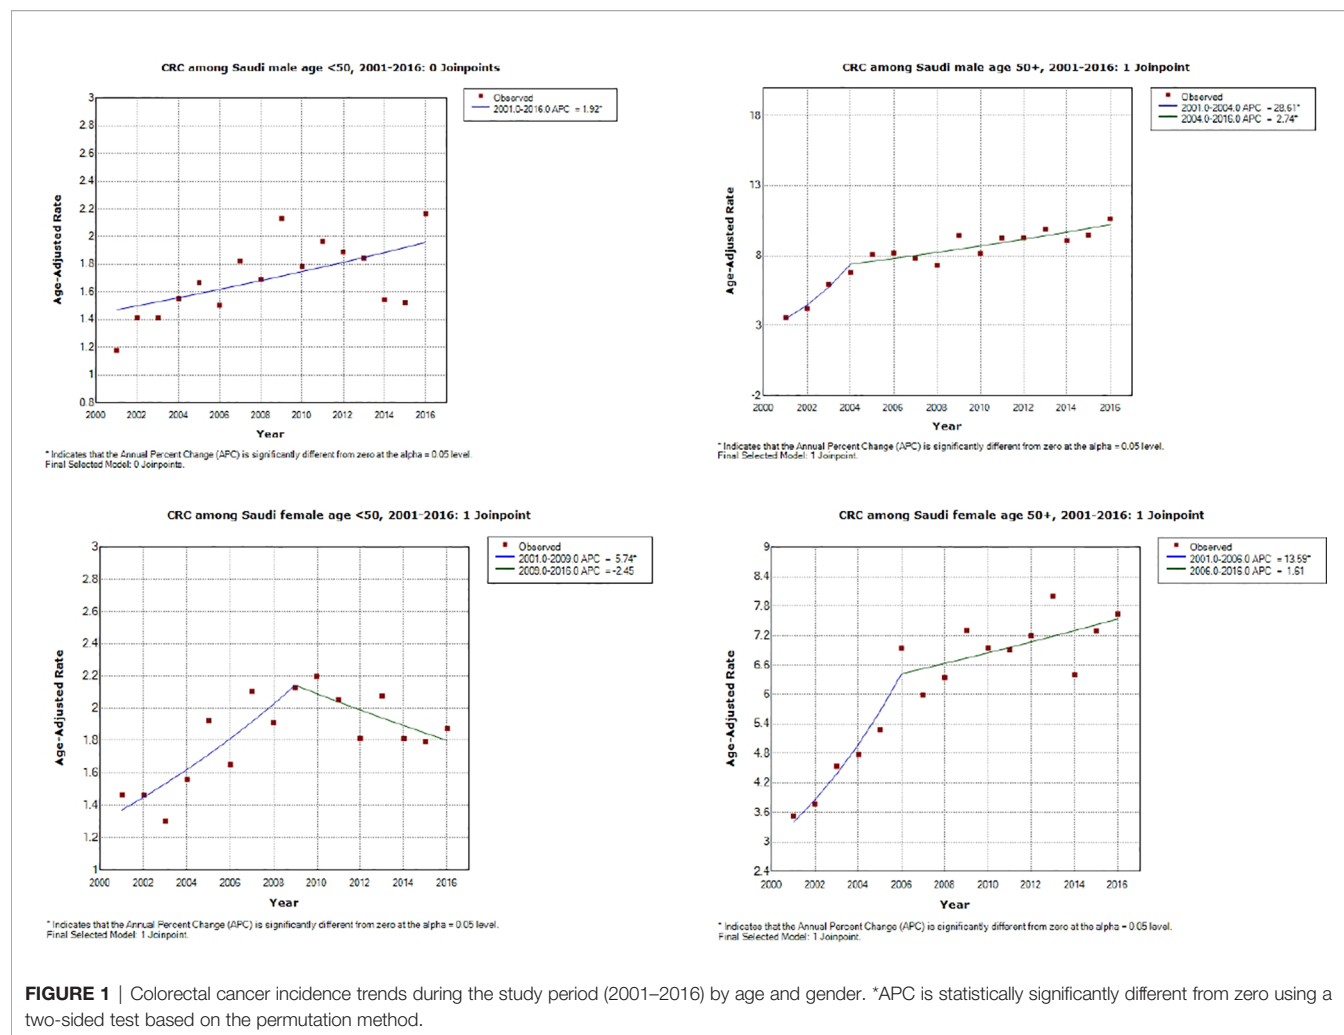 CRC among Saudi male age <50, 2001-2016: 0 Joinpoints
Observed
2001.0-2016.0 APC = 1.92*
Age-Adjusted Rate
3
2.8
2.6
2.4
2.2
2
1.8
1.6
1.4
1.2
1
0.8
2000 2002 2004 2006 2008 2010 2012 2014 2016
Year
* Indicates that the Annual Percent Change (APC) is significantly different from zero at the alpha = 0.05 level.
Final Selected Model: 0 Joinpoints.
CRC among Saudi male age 50+, 2001-2016: 1 Joinpoint
Observed
2001.0-2004.0 APC = 28.61*
2004.0-2016.0 APC = 2.74*
Age-Adjusted Rate
18
13
8
3
-2
2000 2002 2004 2006 2008 2010 2012 2014 2016
Year
* Indicates that the Annual Percent Change (APC) is significantly different from zero at the alpha = 0.05 level.
Final Selected Model: 1 Joinpoint.
CRC among Saudi female age <50, 2001-2016: 1 Joinpoint
Observed
2001.0-2009.0 APC = 5.74*
2009.0-2016.0 APC = -2.45
Age-Adjusted Rate
3
2.8
2.6
2.4
2.2
2
1.8
1.6
1.4
1.2
1
2000 2002 2004 2006 2008 2010 2012 2014 2016
Year
* Indicates that the Annual Percent Change (APC) is significantly different from zero at the alpha = 0.05 level.
Final Selected Model: 1 Joinpoint.
CRC among Saudi female age 50+, 2001-2016: 1 Joinpoint
Observed
2001.0-2006.0 APC = 13.59*
2006.0-2016.0 APC = 1.61
Age-Adjusted Rate
9
8.4
7.8
7.2
6.6
6
5.4
4.8
4.2
3.6
3
2.4
2000 2002 2004 2006 2008 2010 2012 2014 2016
Year
* Indicates that the Annual Percent Change (APC) is significantly different from zero at the alpha = 0.05 level.
Final Selected Model: 1 Joinpoint.
FIGURE 1 | Colorectal cancer incidence trends during the study period (2001–2016) by age and gender. *APC is statistically significantly different from zero using a
two-sided test based on the permutation method.